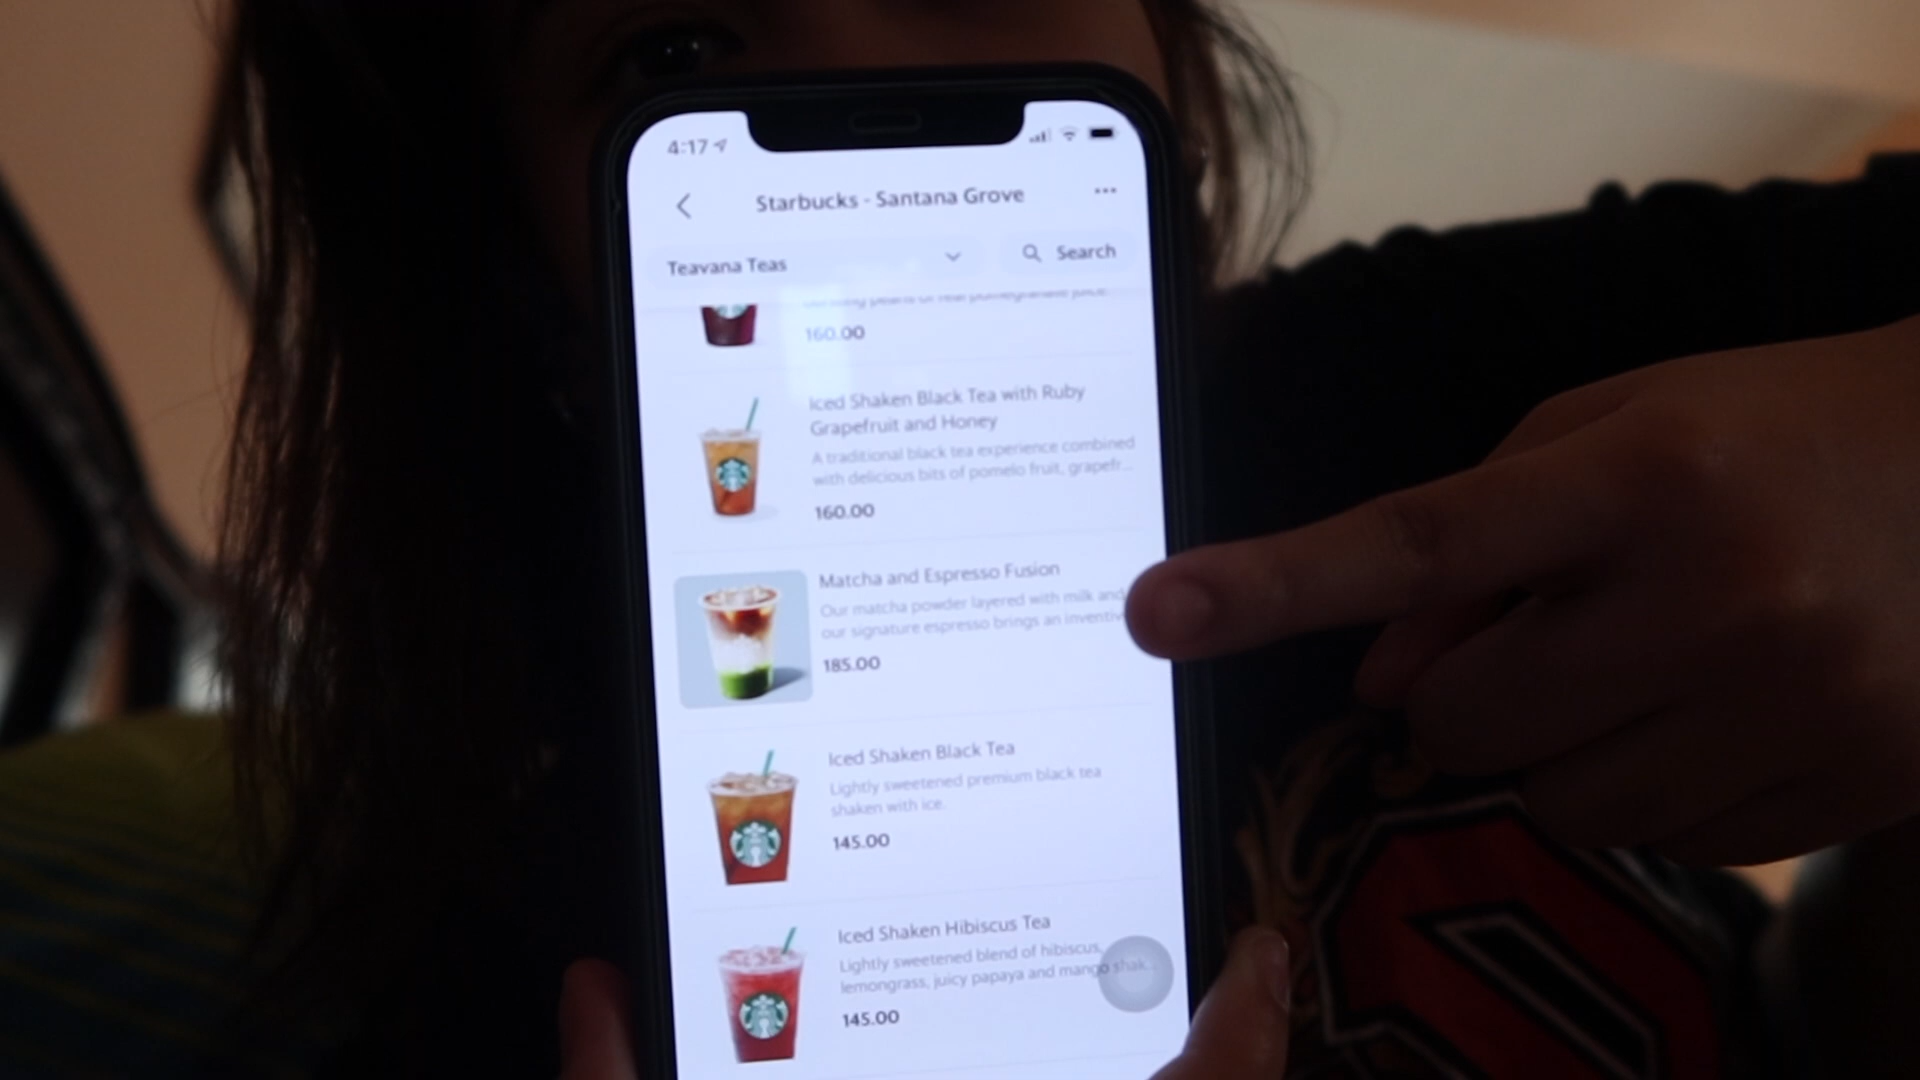 4:17
Starbucks - Santana Grove
Teavana Teas
Search
160.00
Iced Shaken Black Tea with Ruby
Grapefruit and Honey
A traditional black tea experience combined
with delicious bits of pomelo fruit, grapefr...
160.00
Matcha and Espresso Fusion
Our matcha powder layered with milk and
our signature espresso brings an inventiv
185.00
Iced Shaken Black Tea
Lightly sweetened premium black tea
shaken with ice.
145.00
Iced Shaken Hibiscus Tea
Lightly sweetened blend of hibiscus,
lemongrass, juicy papaya and mango shak...
145.00